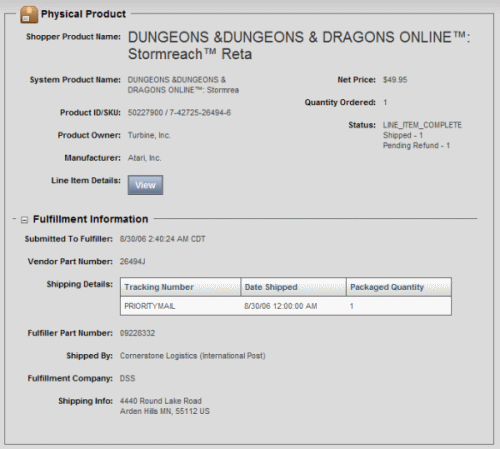 Physical Product
Shopper Product Name: DUNGEONS &DUNGEONS & DRAGONS ONLINE™:
Stormreach™ Reta
System Product Name: DUNGEONS &DUNGEONS &
DRAGONS ONLINE™: Stormrea
Product ID/SKU: 50227900 / 7-42725-26494-6
Product Owner: Turbine, Inc.
Manufacturer: Atari, Inc.
Line Item Details: View
Net Price: $49.95
Quantity Ordered: 1
Status: LINE_ITEM_COMPLETE
Shipped - 1
Pending Refund - 1
Fulfillment Information
Submitted To Fulfiller: 8/30/06 2:40:24 AM CDT
Vendor Part Number: 26494J
Shipping Details:
Tracking Number Date Shipped Packaged Quantity
PRIORITYMAIL 8/30/06 12:00:00 AM 1
Fulfiller Part Number: 09228332
Shipped By: Cornerstone Logistics (International Post)
Fulfillment Company: DSS
Shipping Info: 4440 Round Lake Road
Arden Hills MN, 55112 US